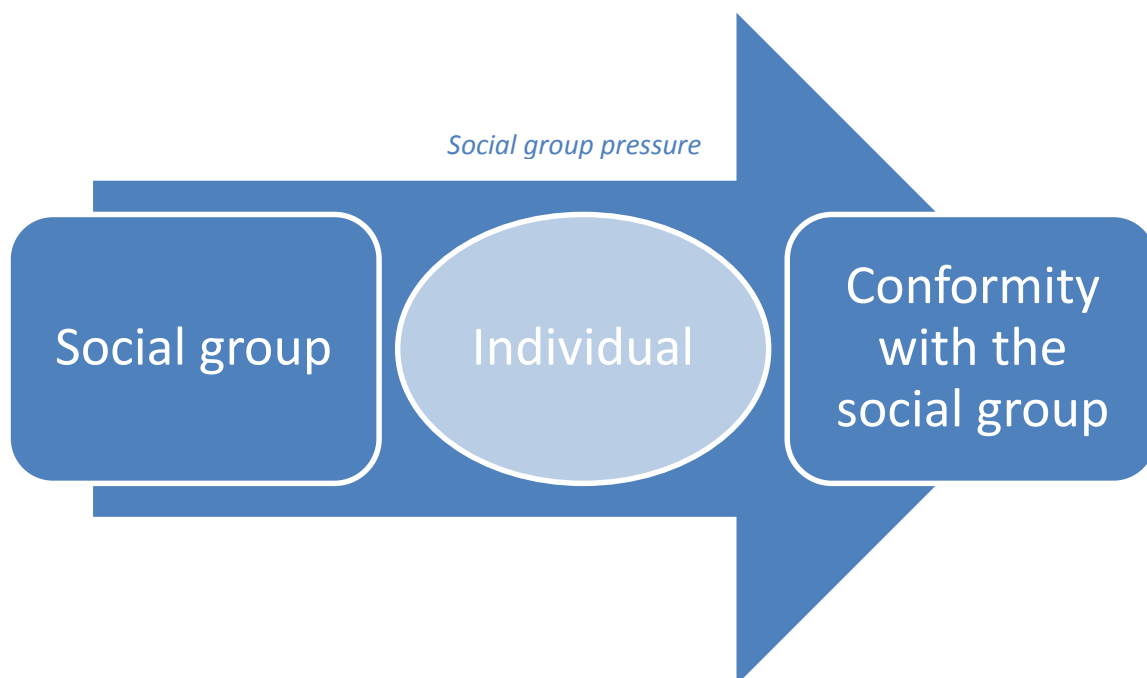 Social group pressure
Social group
Individual
Conformity
with the
social group